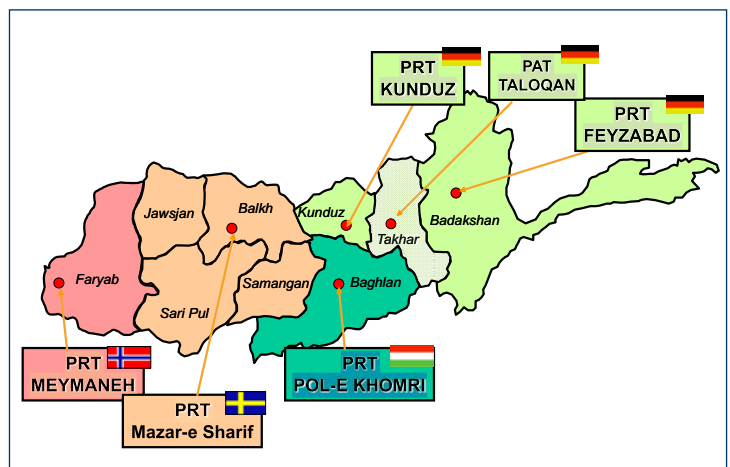 PRT
KUNDUZ
PAT
TALOQAN
PRT
FEYZABAD
Jawsjan
Balkh
Kunduz
Takhar
Badakshan
Faryab
Sari Pul
Samangan
Baghlan
PRT
MEYMANEH
PRT
Mazar-e Sharif
PRT
POL-E KHOMRI